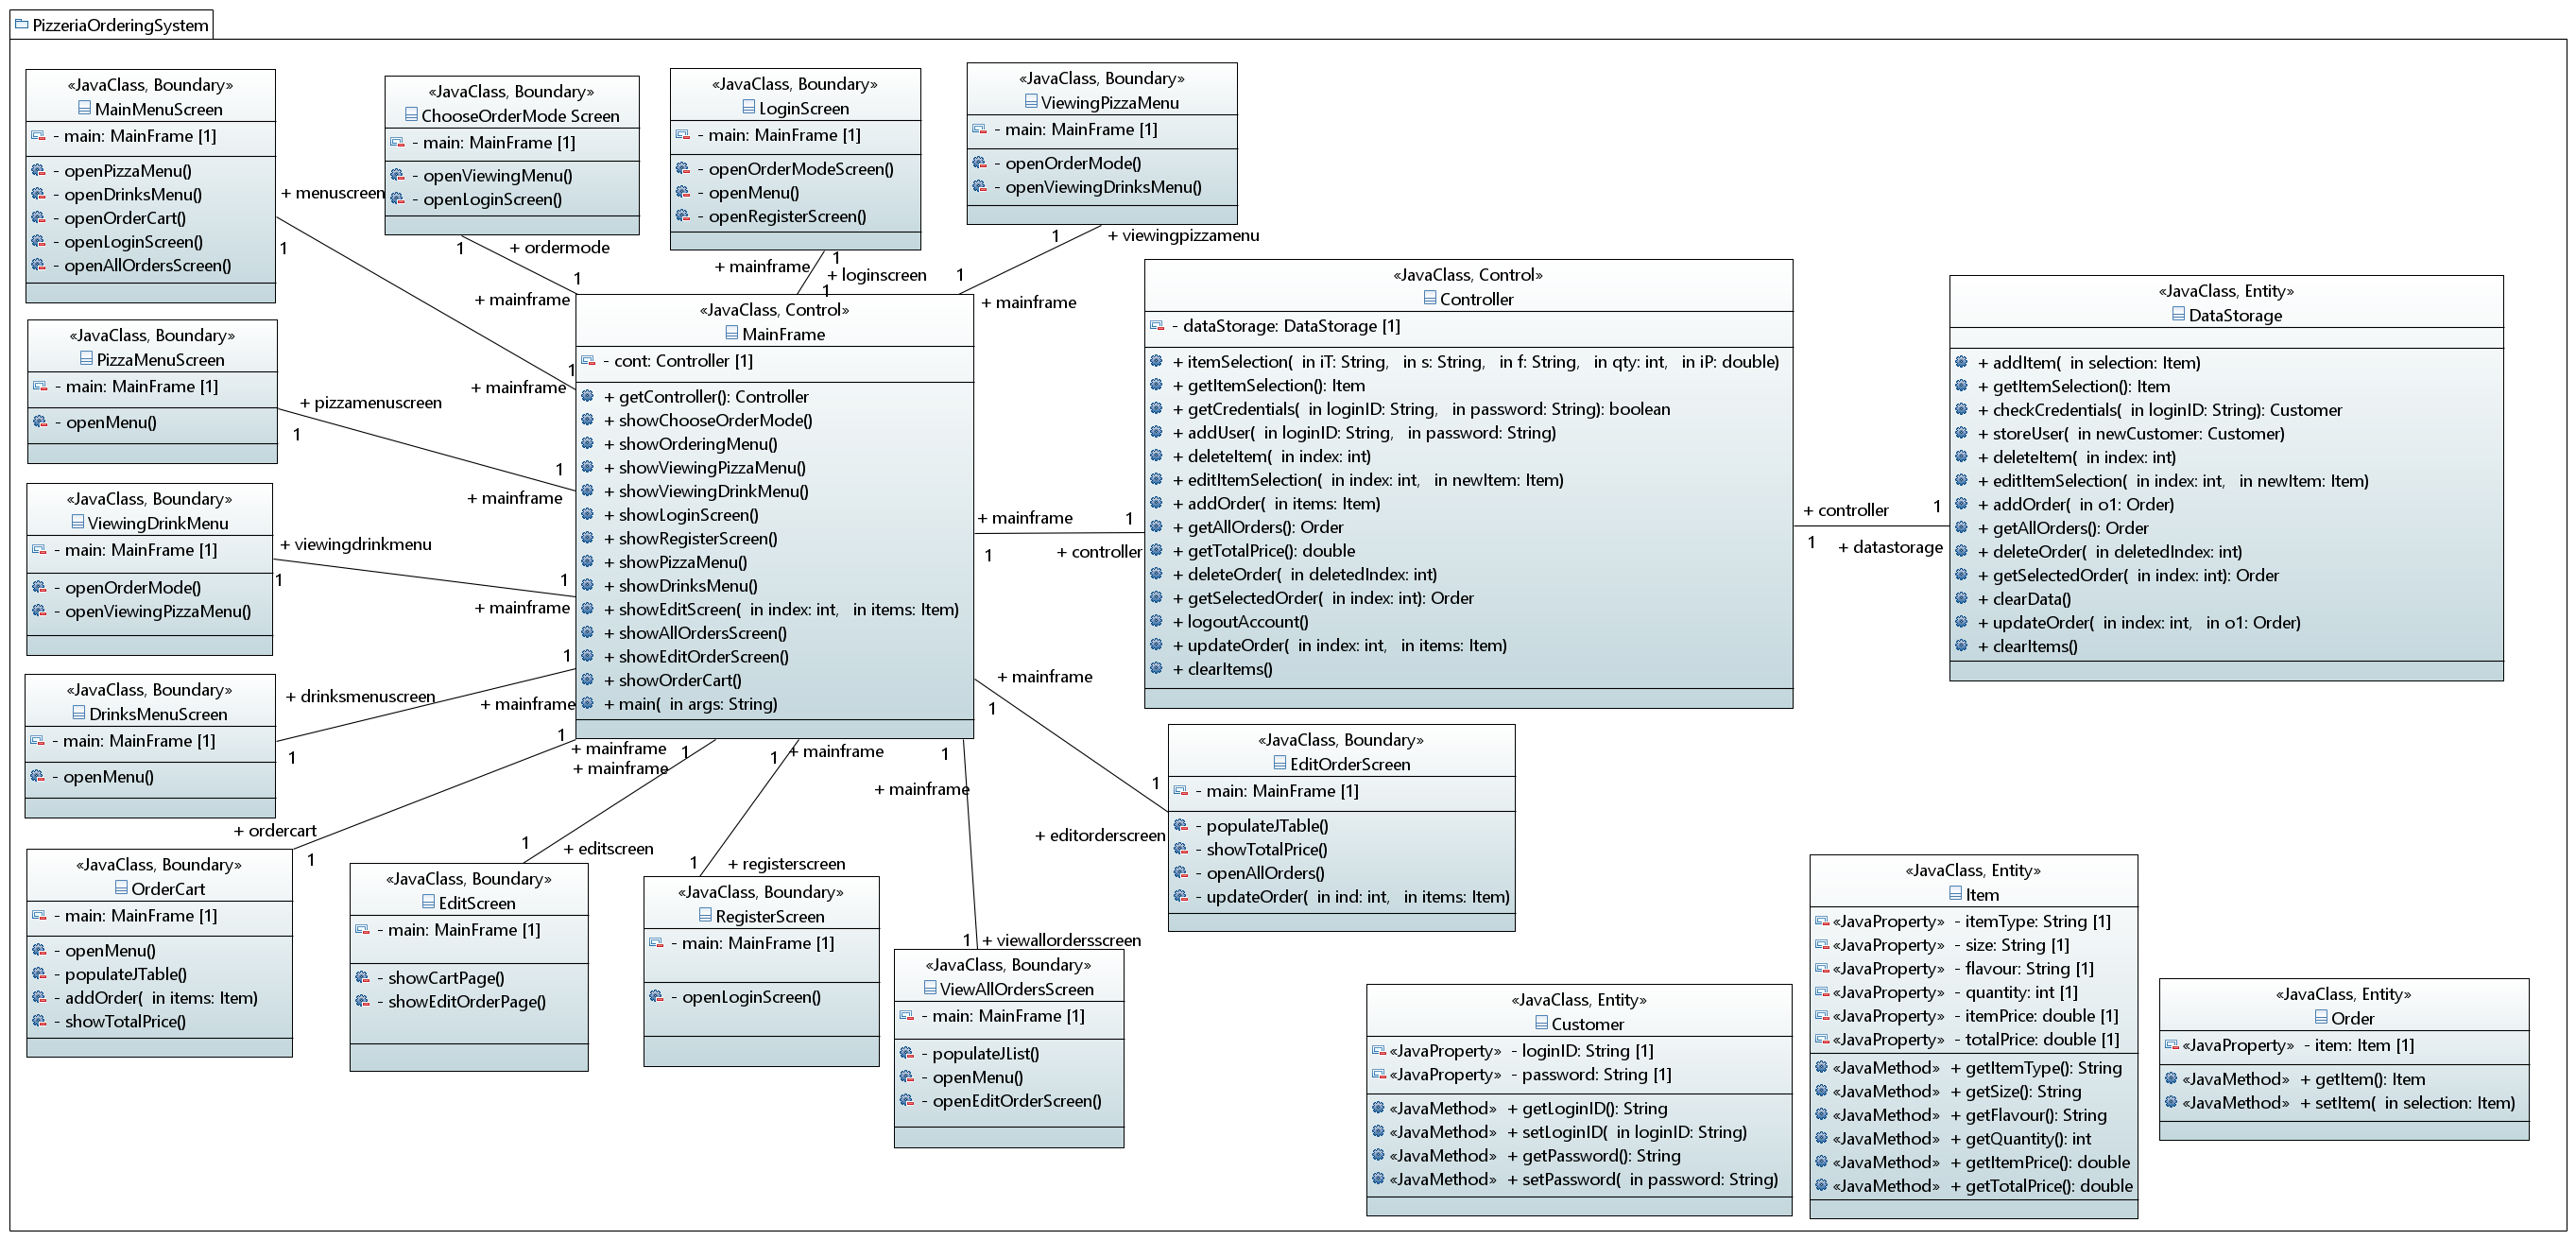 PizzeriaOrderingSystem
«JavaClass, Boundary»
MainMenuScreen
- main: MainFrame [1]
- openPizzaMenu()
- openDrinksMenu()
- openOrderCart()
- openLoginScreen()
- openAllOrdersScreen()
+ menuscreen
1
1
+ mainframe
«JavaClass, Boundary»
ChooseOrderMode Screen
- main: MainFrame [1]
- openViewingMenu()
- openLoginScreen()
1
+ ordermode
1
+ mainframe
«JavaClass, Boundary»
LoginScreen
- main: MainFrame [1]
- openOrderModeScreen()
- openMenu()
- openRegisterScreen()
+ mainframe
1
+ loginscreen
1
«JavaClass, Boundary»
ViewingPizzaMenu
- main: MainFrame [1]
- openOrderMode()
- openViewingDrinksMenu()
1
+ viewingpizzamenu
1
+ mainframe
«JavaClass, Boundary»
PizzaMenuScreen
- main: MainFrame [1]
- openMenu()
+ pizzamenuscreen
1
1
+ mainframe
«JavaClass, Boundary»
ViewingDrinkMenu
- main: MainFrame [1]
- openOrderMode()
- openViewingPizzaMenu()
+ viewingdrinkmenu
1
1
+ mainframe
«JavaClass, Boundary»
DrinksMenuScreen
- main: MainFrame [1]
- openMenu()
+ drinksmenuscreen
1
1
+ mainframe
«JavaClass, Control»
MainFrame
- cont: Controller [1]
+ getController(): Controller
+ showChooseOrderMode()
+ showOrderingMenu()
+ showViewingPizzaMenu()
+ showViewingDrinkMenu()
+ showLoginScreen()
+ showRegisterScreen()
+ showPizzaMenu()
+ showDrinksMenu()
+ showEditScreen( in index: int, in items: Item)
+ showAllOrdersScreen()
+ showEditOrderScreen()
+ showOrderCart()
+ main( in args: String)
+ mainframe
1
1
+ controller
«JavaClass, Control»
Controller
- dataStorage: DataStorage [1]
+ itemSelection( in iT: String, in s: String, in f: String, in qty: int, in iP: double)
+ getItemSelection(): Item
+ getCredentials( in loginID: String, in password: String): boolean
+ addUser( in loginID: String, in password: String)
+ deleteItem( in index: int)
+ editItemSelection( in index: int, in newItem: Item)
+ addOrder( in items: Item)
+ getAllOrders(): Order
+ getTotalPrice(): double
+ deleteOrder( in deletedIndex: int)
+ getSelectedOrder( in index: int): Order
+ logoutAccount()
+ updateOrder( in index: int, in items: Item)
+ clearItems()
+ controller
1
1
+ datastorage
«JavaClass, Entity»
DataStorage
+ addItem( in selection: Item)
+ getItemSelection(): Item
+ checkCredentials( in loginID: String): Customer
+ storeUser( in newCustomer: Customer)
+ deleteItem( in index: int)
+ editItemSelection( in index: int, in newItem: Item)
+ addOrder( in o1: Order)
+ getAllOrders(): Order
+ deleteOrder( in deletedIndex: int)
+ getSelectedOrder( in index: int): Order
+ clearData()
+ updateOrder( in index: int, in o1: Order)
+ clearItems()
1
+ mainframe
+ ordercart
1
«JavaClass, Boundary»
OrderCart
- main: MainFrame [1]
- openMenu()
- populateJTable()
- addOrder( in items: Item)
- showTotalPrice()
+ mainframe
1
1
+ editscreen
«JavaClass, Boundary»
EditScreen
- main: MainFrame [1]
- showCartPage()
- showEditOrderPage()
1
+ mainframe
1
+ registerscreen
«JavaClass, Boundary»
RegisterScreen
- main: MainFrame [1]
- openLoginScreen()
1
+ mainframe
1
+ viewallordersscreen
«JavaClass, Boundary»
ViewAllOrdersScreen
- main: MainFrame [1]
- populateJList()
- openMenu()
- openEditOrderScreen()
+ mainframe
1
1
+ editorderscreen
«JavaClass, Boundary»
EditOrderScreen
- main: MainFrame [1]
- populateJTable()
- showTotalPrice()
- openAllOrders()
- updateOrder( in ind: int, in items: Item)
«JavaClass, Entity»
Customer
«JavaProperty» - loginID: String [1]
«JavaProperty» - password: String [1]
«JavaMethod» + getLoginID(): String
«JavaMethod» + setLoginID( in loginID: String)
«JavaMethod» + getPassword(): String
«JavaMethod» + setPassword( in password: String)
«JavaClass, Entity»
Item
«JavaProperty» - itemType: String [1]
«JavaProperty» - size: String [1]
«JavaProperty» - flavour: String [1]
«JavaProperty» - quantity: int [1]
«JavaProperty» - itemPrice: double [1]
«JavaProperty» - totalPrice: double [1]
«JavaMethod» + getItemType(): String
«JavaMethod» + getSize(): String
«JavaMethod» + getFlavour(): String
«JavaMethod» + getQuantity(): int
«JavaMethod» + getItemPrice(): double
«JavaMethod» + getTotalPrice(): double
«JavaClass, Entity»
Order
«JavaProperty» - item: Item [1]
«JavaMethod» + getItem(): Item
«JavaMethod» + setItem( in selection: Item)